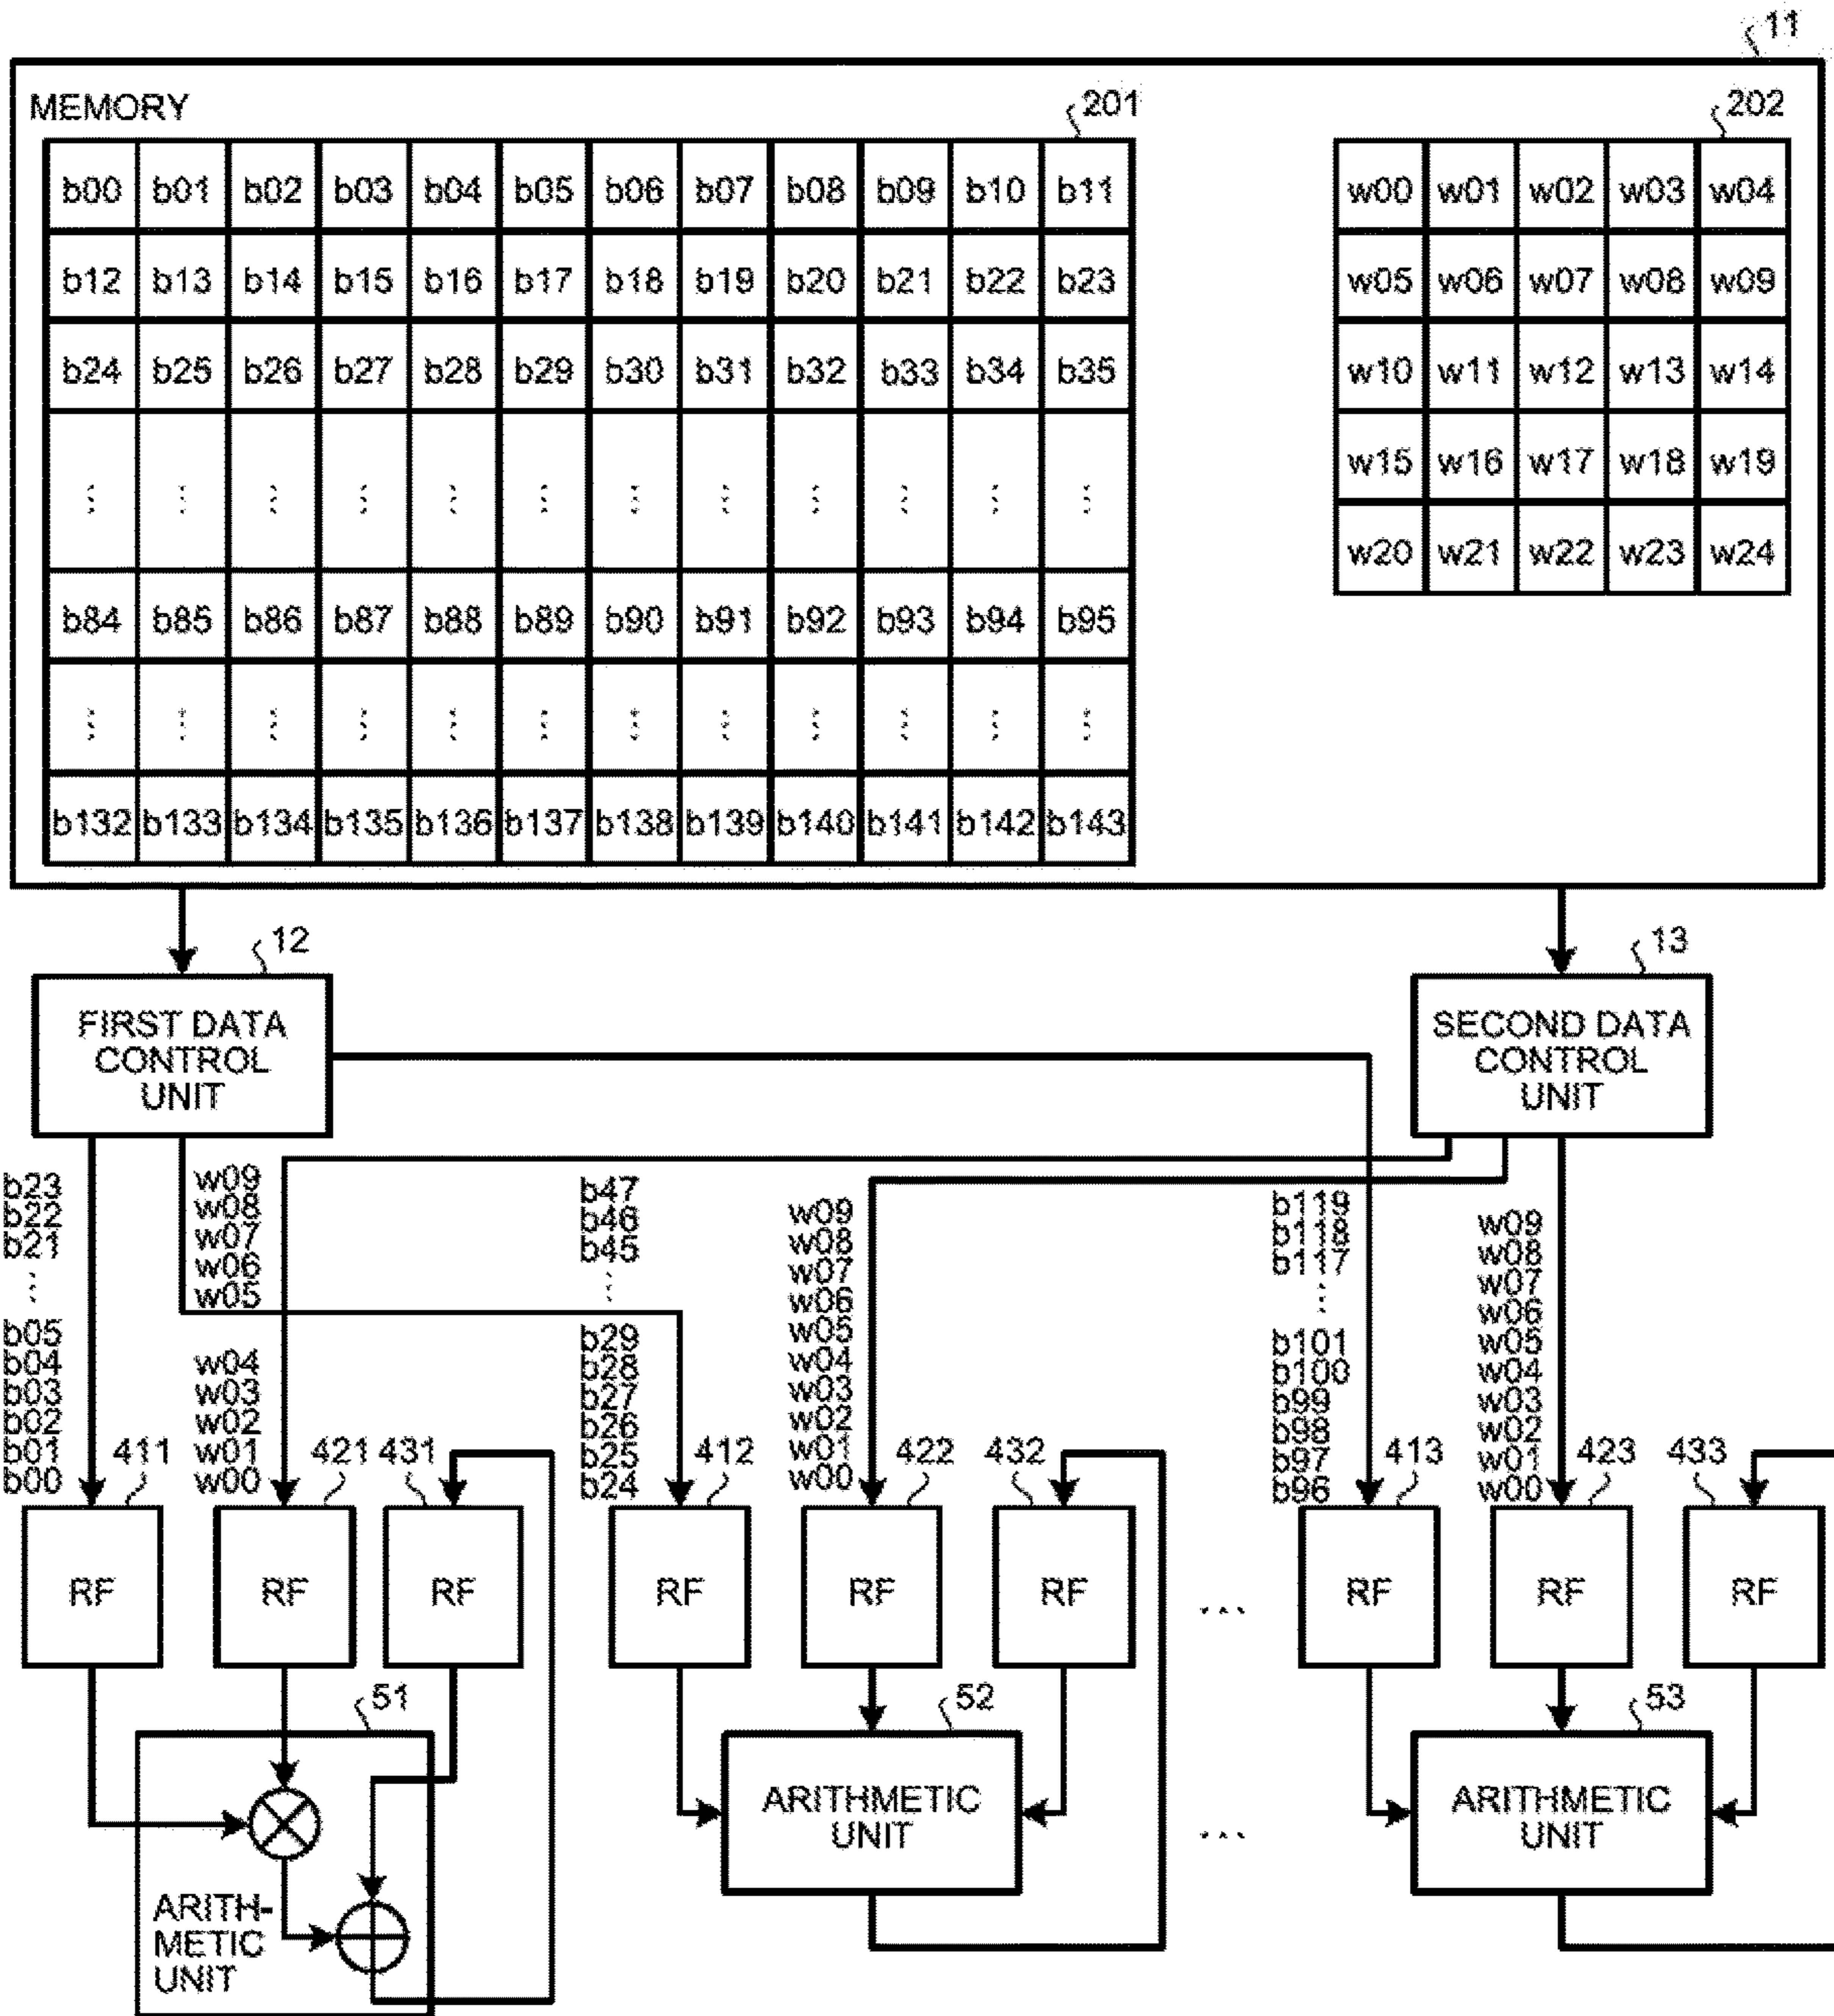 11
MEMORY
201
202
b00 b01 b02 b03 b04 b05 b06 b07 b08 b09 b10 b11
b12 b13 b14 b15 b16 b17 b18 b19 b20 b21 b22 b23
b24 b25 b26 b27 b28 b29 b30 b31 b32 b33 b34 b35
⋮ ⋮ ⋮ ⋮ ⋮ ⋮ ⋮ ⋮ ⋮ ⋮ ⋮ ⋮
b84 b85 b86 b87 b88 b89 b90 b91 b92 b93 b94 b95
⋮ ⋮ ⋮ ⋮ ⋮ ⋮ ⋮ ⋮ ⋮ ⋮ ⋮ ⋮
b132 b133 b134 b135 b136 b137 b138 b139 b140 b141 b142 b143
w00 w01 w02 w03 w04
w05 w06 w07 w08 w09
w10 w11 w12 w13 w14
w15 w16 w17 w18 w19
w20 w21 w22 w23 w24
12
FIRST DATA
CONTROL
UNIT
13
SECOND DATA
CONTROL
UNIT
b23
b22
b21
⋮
b05
b04
b03
b02
b01
b00
411
w09
w08
w07
w06
w05
w04
w03
w02
w01
w00
421
431
b47
b46
b45
⋮
b29
b28
b27
b26
b25
b24
412
w09
w08
w07
w06
w05
w04
w03
w02
w01
w00
422
432
b119
b118
b117
⋮
b101
b100
b99
b98
b97
b96
413
w09
w08
w07
w06
w05
w04
w03
w02
w01
w00
423
433
RF RF RF RF RF RF ... RF RF RF
51
ARITH-
METIC
UNIT
52
ARITHMETIC
UNIT
...
53
ARITHMETIC
UNIT